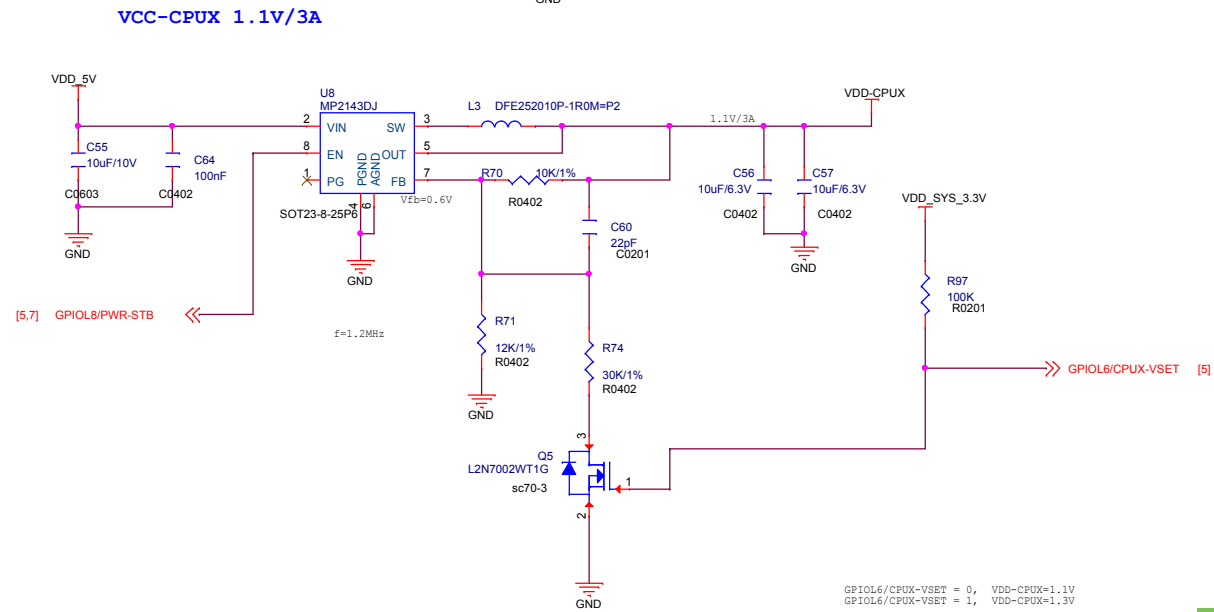 GND
VCC-CPUX 1.1V/3A
VDD_5V
U8
MP2143DJ
L3 DFE252010P-1R0M=P2
VDD-CPUX
2 VIN SW 3
1.1V/3A
C55
10uF/10V
C0603
C64
100nF
C0402
8 EN OUT 5
1 PG PGND AGND FB 7
4 6
Vfb=0.6V
SOT23-8-25P6
R70 10K/1%
R0402
C56
10uF/6.3V
C0402
C57
10uF/6.3V
C0402
VDD_SYS_3.3V
C60
22pF
C0201
GND
GND
GND
R97
100K
R0201
[5,7] GPIOL8/PWR-STB
f=1.2MHz
R71
12K/1%
R0402
R74
30K/1%
R0402
GPIOL6/CPUX-VSET [5]
GND
3
Q5
L2N7002WT1G
sc70-3
1
2
GND
GPIOL6/CPUX-VSET = 0, VDD-CPUX=1.1V
GPIOL6/CPUX-VSET = 1, VDD-CPUX=1.3V